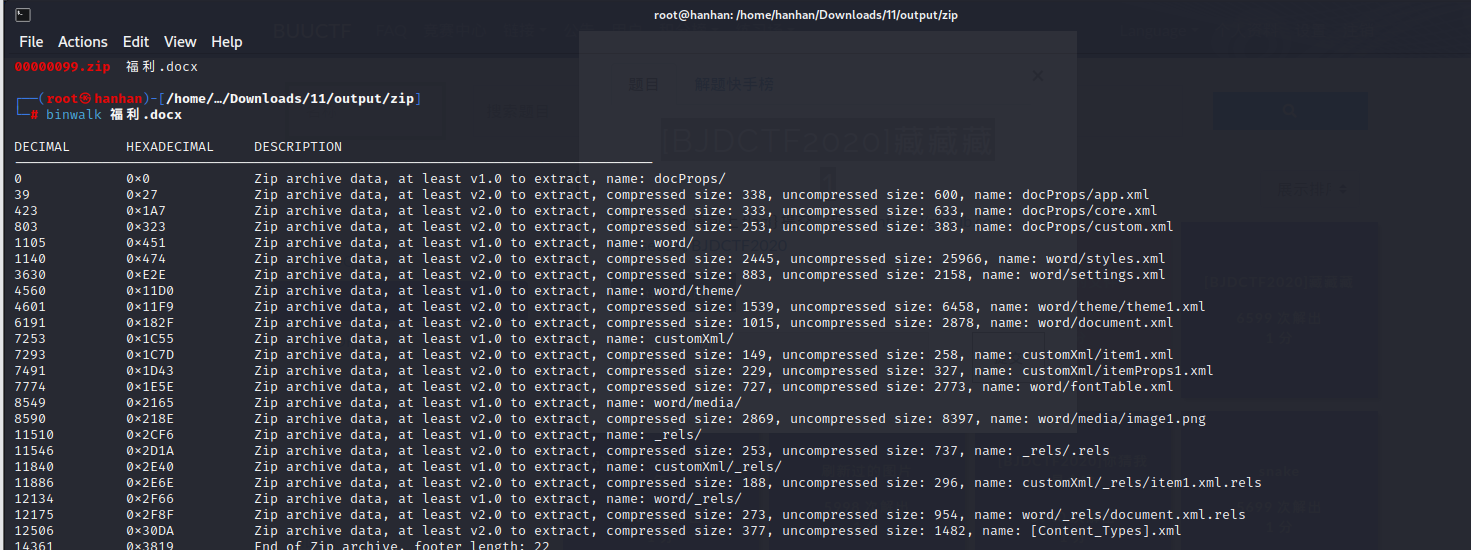 root@hanhan: /home/hanhan/Downloads/11/output/zip
File Actions Edit View Help
00000099.zip 福利.docx
┌──(root㉿hanhan)-[/home/…/Downloads/11/output/zip]
└─# binwalk 福利.docx
DECIMAL HEXADECIMAL DESCRIPTION
0 0×0 Zip archive data, at least v1.0 to extract, name: docProps/
39 0×27 Zip archive data, at least v2.0 to extract, compressed size: 338, uncompressed size: 600, name: docProps/app.xml
423 0×1A7 Zip archive data, at least v2.0 to extract, compressed size: 333, uncompressed size: 633, name: docProps/core.xml
803 0×323 Zip archive data, at least v2.0 to extract, compressed size: 253, uncompressed size: 383, name: docProps/custom.xml
1105 0×451 Zip archive data, at least v1.0 to extract, name: word/
1140 0×474 Zip archive data, at least v2.0 to extract, compressed size: 2445, uncompressed size: 25966, name: word/styles.xml
3630 0×E2E Zip archive data, at least v2.0 to extract, compressed size: 883, uncompressed size: 2158, name: word/settings.xml
4560 0×11D0 Zip archive data, at least v1.0 to extract, name: word/theme/
4601 0×11F9 Zip archive data, at least v2.0 to extract, compressed size: 1539, uncompressed size: 6458, name: word/theme/theme1.xml
6191 0×182F Zip archive data, at least v2.0 to extract, compressed size: 1015, uncompressed size: 2878, name: word/document.xml
7253 0×1C55 Zip archive data, at least v1.0 to extract, name: customXml/
7293 0×1C7D Zip archive data, at least v2.0 to extract, compressed size: 149, uncompressed size: 258, name: customXml/item1.xml
7491 0×1D43 Zip archive data, at least v2.0 to extract, compressed size: 229, uncompressed size: 327, name: customXml/itemProps1.xml
7774 0×1E5E Zip archive data, at least v2.0 to extract, compressed size: 727, uncompressed size: 2773, name: word/fontTable.xml
8549 0×2165 Zip archive data, at least v1.0 to extract, name: word/media/
8590 0×218E Zip archive data, at least v2.0 to extract, compressed size: 2869, uncompressed size: 8397, name: word/media/image1.png
11510 0×2CF6 Zip archive data, at least v1.0 to extract, name: _rels/
11546 0×2D1A Zip archive data, at least v2.0 to extract, compressed size: 253, uncompressed size: 737, name: _rels/.rels
11840 0×2E40 Zip archive data, at least v1.0 to extract, name: customXml/_rels/
11886 0×2E6E Zip archive data, at least v2.0 to extract, compressed size: 188, uncompressed size: 296, name: customXml/_rels/item1.xml.rels
12134 0×2F66 Zip archive data, at least v1.0 to extract, name: word/_rels/
12175 0×2F8F Zip archive data, at least v2.0 to extract, compressed size: 273, uncompressed size: 954, name: word/_rels/document.xml.rels
12506 0×30DA Zip archive data, at least v2.0 to extract, compressed size: 377, uncompressed size: 1482, name: [Content_Types].xml
14361 0×3819 End of Zip archive, footer length: 22
BUUCTF
题目
[BJDCTF2020]藏藏藏
1
BJDCTF2020